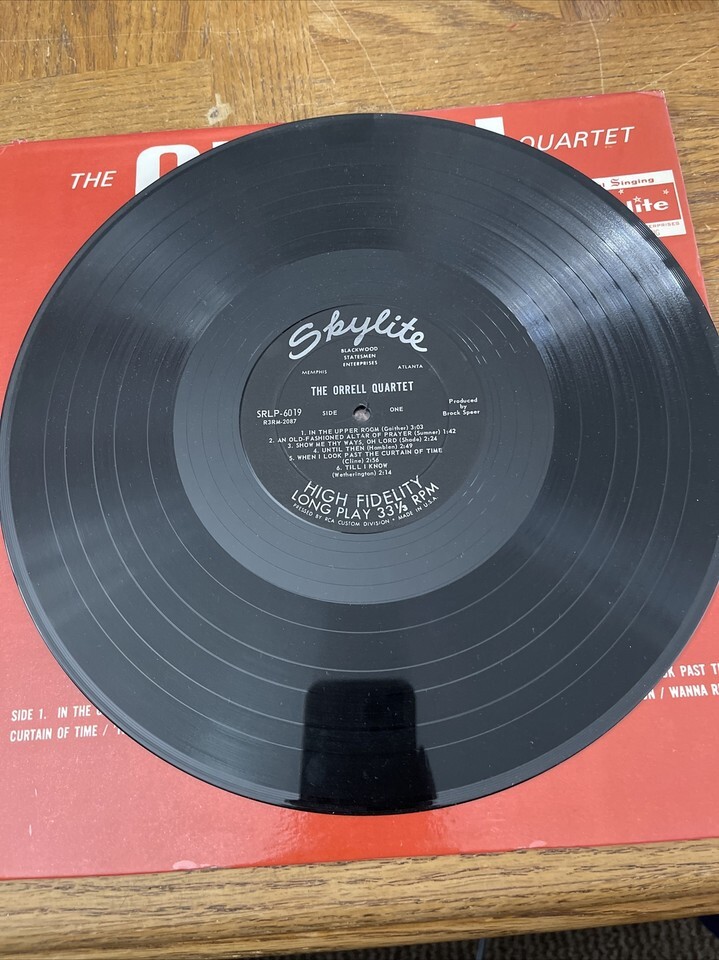 THE
QUARTET
Singing
lite
Skylite
BLACKWOOD
STATESMEN
ENTERPRISES
MEMPHIS ATLANTA
THE ORRELL QUARTET
SRLP-6019 SIDE ONE
R3RM-2087
Produced
by
Brock Speer
1. IN THE UPPER ROOM (Gaither) 3:03
2. AN OLD-FASHIONED ALTAR OF PRAYER (Sumner) 1:42
3. SHOW ME THY WAYS, OH LORD (Shade) 2:24
4. UNTIL THEN (Hamblen) 2:49
5. WHEN I LOOK PAST THE CURTAIN OF TIME
(Cline) 2:56
6. TILL I KNOW
(Wetherington) 2:14
HIGH FIDELITY
LONG PLAY 33⅓ RPM
PRESSED BY RCA CUSTOM DIVISION • MADE IN U.S.A.
SIDE 1. IN THE
PAST
CURTAIN OF TIME /
/ WANNA